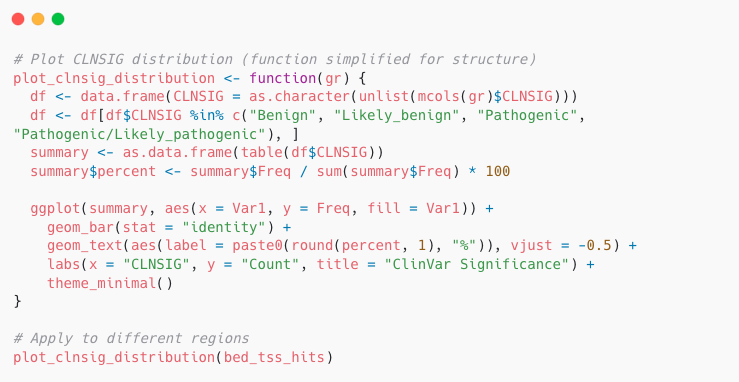 # Plot CLNSIG distribution (function simplified for structure)
plot_clnsig_distribution <- function(gr) {
  df <- data.frame(CLNSIG = as.character(unlist(mcols(gr)$CLNSIG)))
  df <- df[df$CLNSIG %in% c("Benign", "Likely_benign", "Pathogenic",
"Pathogenic/Likely_pathogenic"), ]
  summary <- as.data.frame(table(df$CLNSIG))
  summary$percent <- summary$Freq / sum(summary$Freq) * 100

  ggplot(summary, aes(x = Var1, y = Freq, fill = Var1)) +
    geom_bar(stat = "identity") +
    geom_text(aes(label = paste0(round(percent, 1), "%")), vjust = -0.5) +
    labs(x = "CLNSIG", y = "Count", title = "ClinVar Significance") +
    theme_minimal()
}

# Apply to different regions
plot_clnsig_distribution(bed_tss_hits)